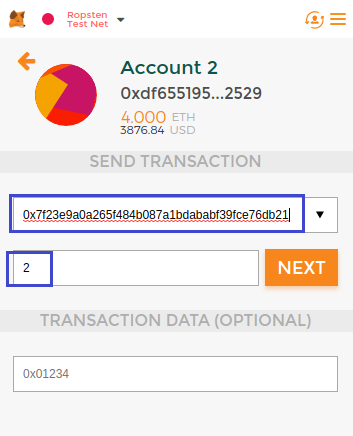 Ropsten
Test Net
Account 2
0xdf655195...2529
4.000 ETH
3876.84 USD
SEND TRANSACTION
0x7f23e9a0a265f484b087a1bdababf39fce76db21
2
NEXT
TRANSACTION DATA (OPTIONAL)
0x01234